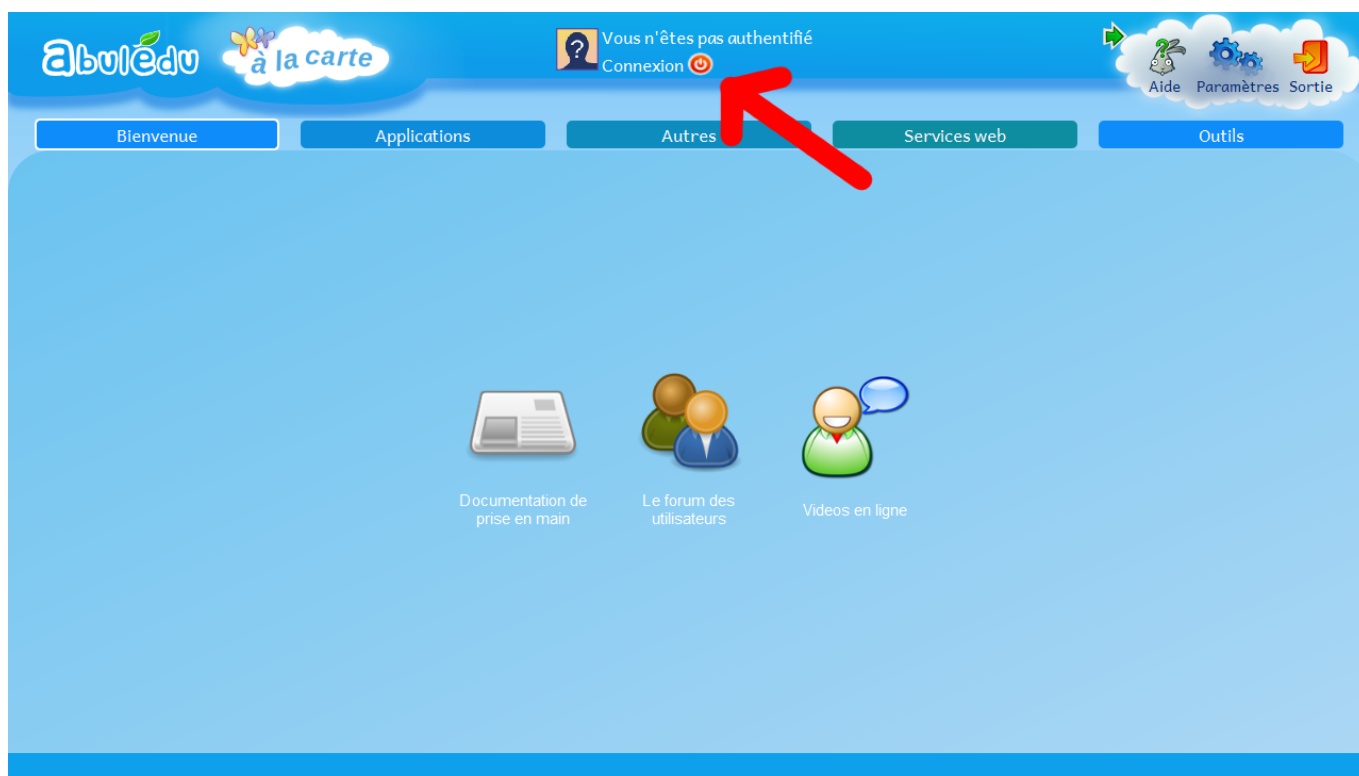 abulÉdu
à la carte
Vous n'êtes pas authentifié
Connexion
Aide Paramètres Sortie
Bienvenue
Applications
Autres
Services web
Outils
Documentation de
prise en main
Le forum des
utilisateurs
Videos en ligne